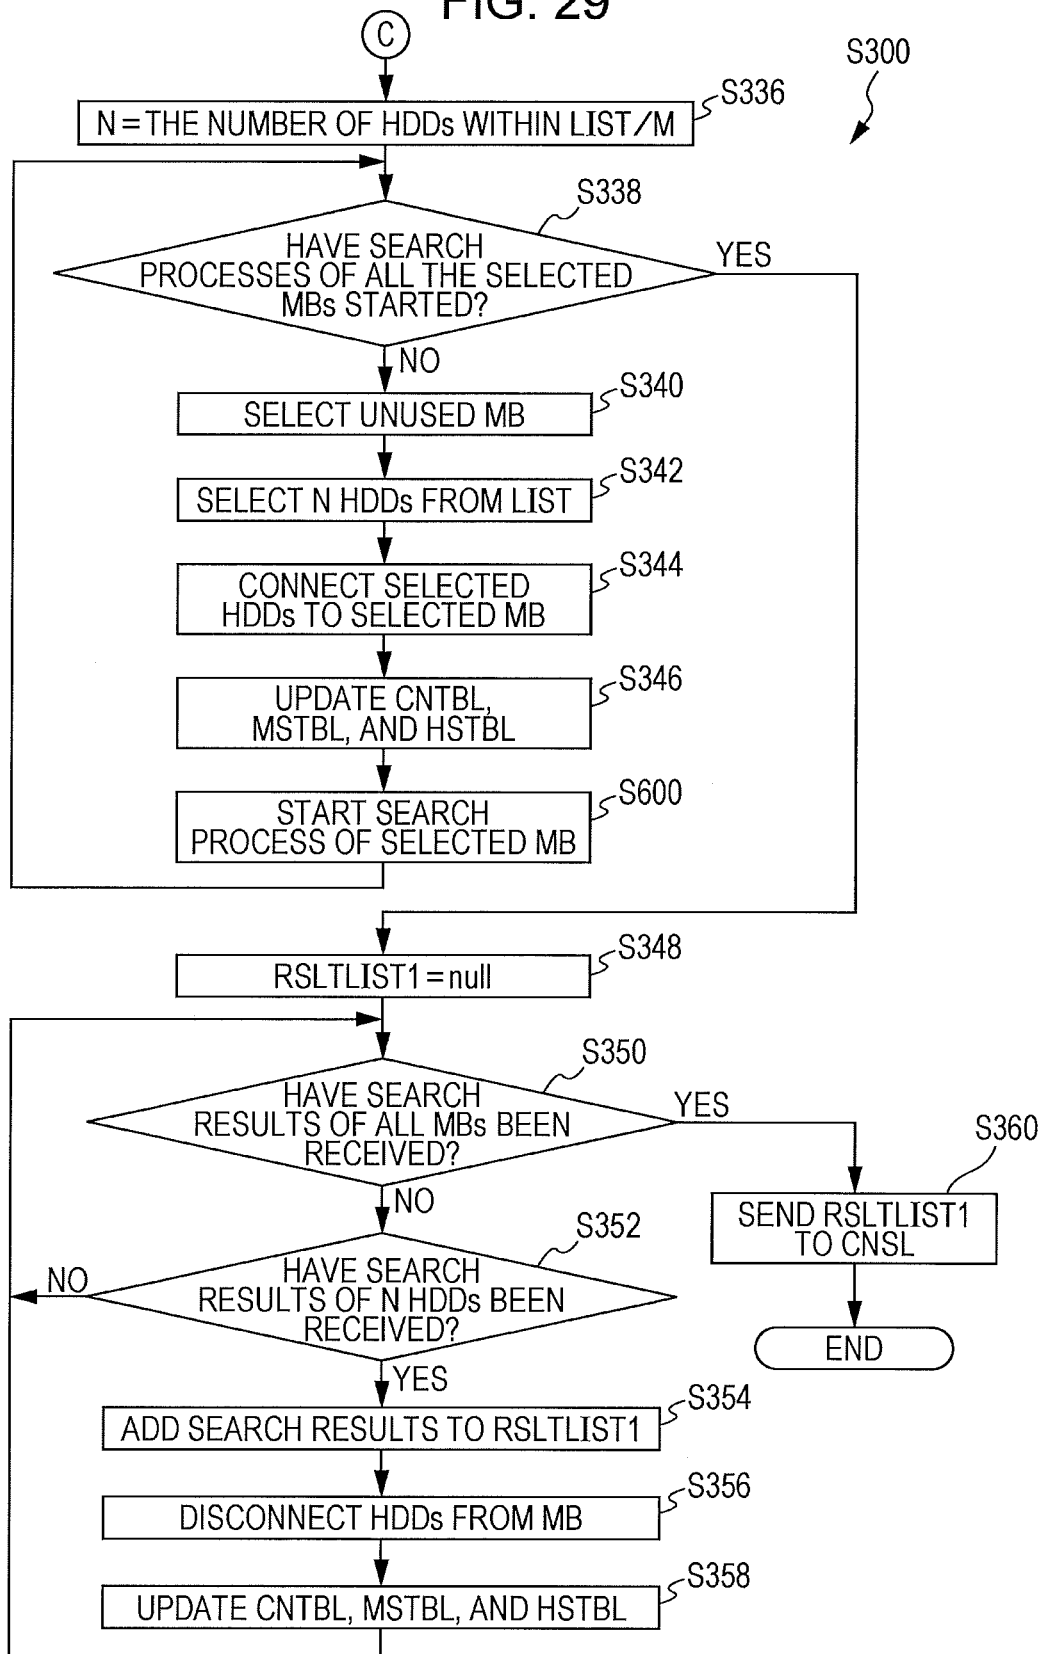 FIG. 29
C
S300
S336
N=THE NUMBER OF HDDs WITHIN LIST/M
S338
HAVE SEARCH
PROCESSES OF ALL THE SELECTED
MBs STARTED?
YES
NO
S340
SELECT UNUSED MB
S342
SELECT N HDDs FROM LIST
S344
CONNECT SELECTED
HDDs TO SELECTED MB
S346
UPDATE CNTBL,
MSTBL, AND HSTBL
S600
START SEARCH
PROCESS OF SELECTED MB
S348
RSLTLIST1=null
S350
HAVE SEARCH
RESULTS OF ALL MBs BEEN
RECEIVED?
YES
NO
S360
SEND RSLTLIST1
TO CNSL
END
S352
HAVE SEARCH
RESULTS OF N HDDs BEEN
RECEIVED?
NO
YES
S354
ADD SEARCH RESULTS TO RSLTLIST1
S356
DISCONNECT HDDs FROM MB
S358
UPDATE CNTBL, MSTBL, AND HSTBL